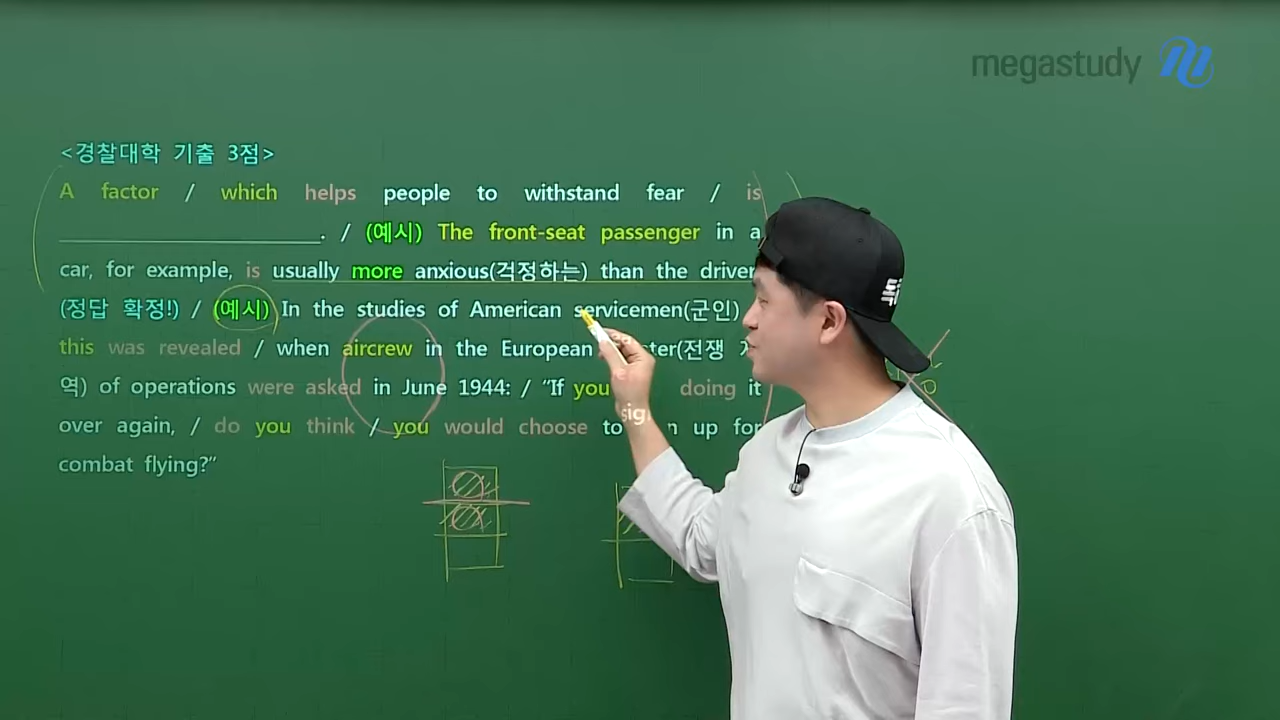 megastudy
<경찰대학 기출 3점>
A factor / which helps people to withstand fear / is
____________________. / (예시) The front-seat passenger in a
car, for example, is usually more anxious(걱정하는) than the driver
(정답 확정!) / (예시) In the studies of American servicemen(군인)
this was revealed / when aircrew in the European (전쟁
역) of operations were asked in June 1944: / “If you doing it
over again, / do you think / you would choose to sign up for
combat flying?”